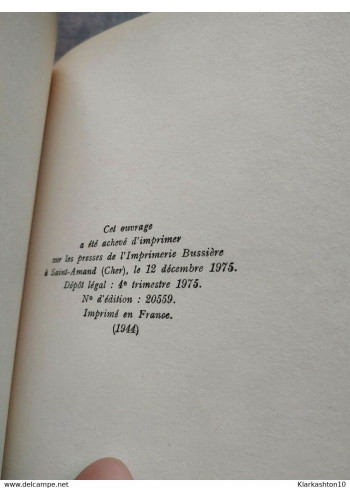 Cet ouvrage
a été achevé d'imprimer
sur les presses de l'Imprimerie Bussière
à Saint-Amand (Cher), le 12 décembre 1975.
Dépôt légal : 4e trimestre 1975.
No d'édition : 20559.
Imprimé en France.
(1944)
www.delcampe.net
Klarkashton10